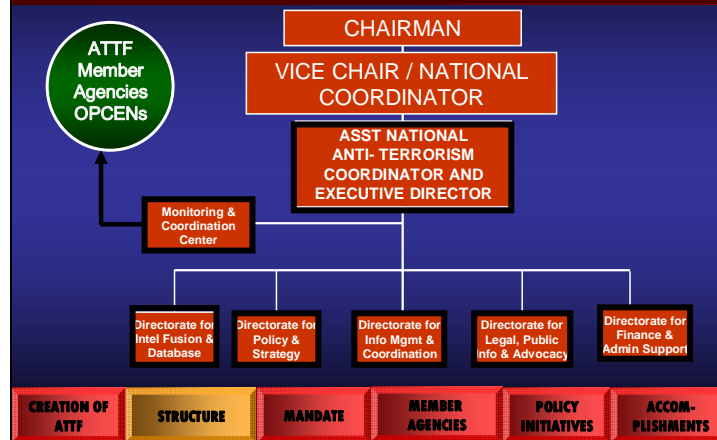 CHAIRMAN
ATTF
Member
Agencies
OPCENs
VICE CHAIR / NATIONAL
COORDINATOR
ASST NATIONAL
ANTI- TERRORISM
COORDINATOR AND
EXECUTIVE DIRECTOR
Monitoring &
Coordination
Center
Directorate for
Intel Fusion &
Database
Directorate for
Policy &
Strategy
Directorate for
Info Mgmt &
Coordination
Directorate for
Legal, Public
Info & Advocacy
Directorate for
Finance &
Admin Support
CREATION OF
ATTF
STRUCTURE
MANDATE
MEMBER
AGENCIES
POLICY
INITIATIVES
ACCOM-
PLISHMENTS